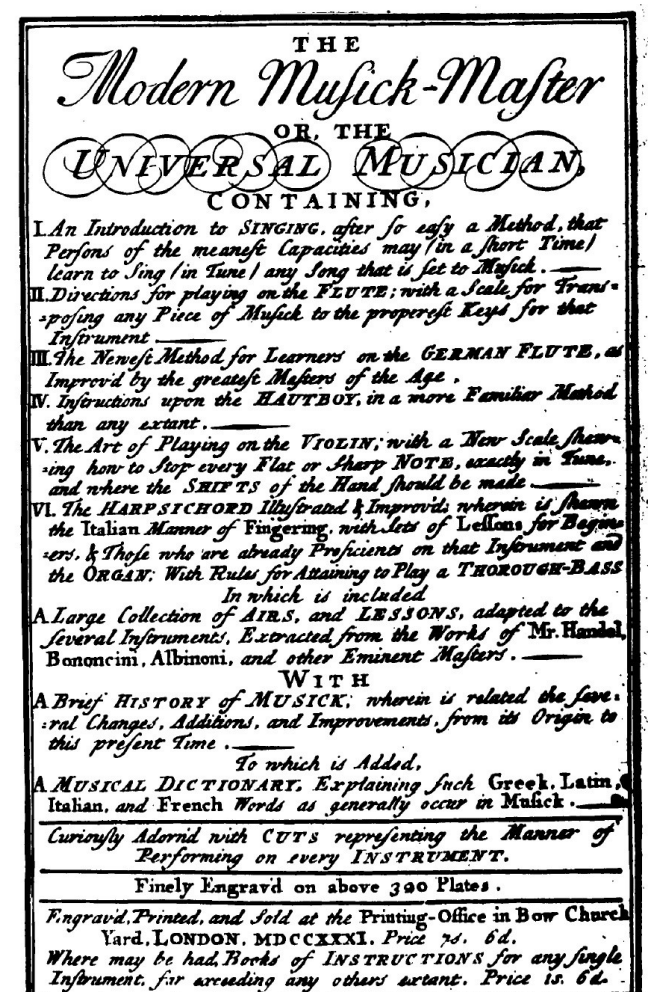 THE
Modern Muſick-Maſter
OR, THE
UNIVERSAL MUSICIAN,
CONTAINING,
I. An Introduction to SINGING, after ſo eaſy a Method, that
Perſons of the meaneſt Capacities may /in a ſhort Time/
learn to Sing /in Tune/ any Song that is ſet to Muſick.
II. Directions for playing on the FLUTE; with a Scale for Tranſ=
=poſing any Piece of Muſick to the propereſt Keys for that
Inſtrument
III. The Neweſt Method for Learners on the GERMAN FLUTE, as
Improv'd by the greateſt Maſters of the Age.
IV. Inſtructions upon the HAUTBOY, in a more Familiar Method
than any extant.
V. The Art of Playing on the VIOLIN; with a New Scale ſhew=
=ing how to Stop every Flat or Sharp NOTE, exactly in Tune,
and where the SHIFTS of the Hand ſhould be made
VI. The HARPSICHORD Illuſtrated & Improv'd; wherein is ſhewn
the Italian Manner of Fingering, with Sets of Leſſons for Begin=
=ers, & Thoſe who are already Proficients on that Inſtrument and
the ORGAN; With Rules for Attaining to Play a THOROUGH-BASS
In which is included
A Large Collection of AIRS, and LESSONS, adapted to the
ſeveral Inſtruments, Extracted from the Works of Mr. Handel,
Bononcini, Albinoni, and other Eminent Maſters.
WITH
A Brief HISTORY of MUSICK; wherein is related the ſeve=
=ral Changes, Additions, and Improvements, from its Origin to
this preſent Time.
To which is Added,
A MUSICAL DICTIONARY, Explaining ſuch Greek, Latin,
Italian, and French Words as generally occur in Muſick.
Curiouſly Adorn'd with CUTS repreſenting the Manner of
Performing on every INSTRUMENT.
Finely Engrav'd on above 320 Plates.
Engrav'd, Printed, and Sold at the Printing-Office in Bow Church
Yard, LONDON. MDCCXXXI. Price 7s. 6d.
Where may be had, Books of INSTRUCTIONS for any ſingle
Inſtrument, far exceeding any others extant. Price 1s. 6d.